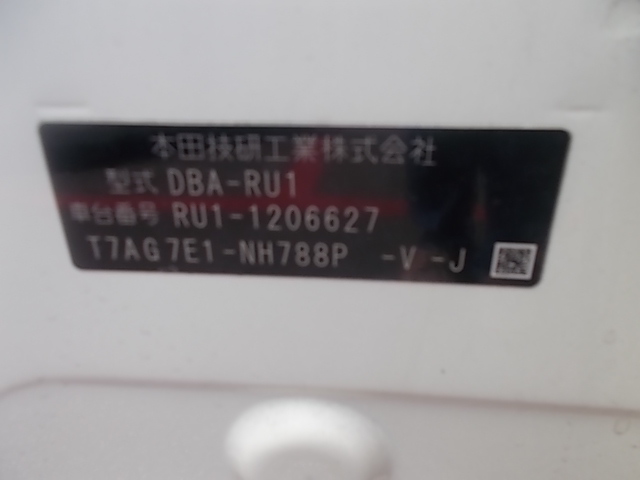 本田技研工業株式会社
型式 DBA-RU1
車台番号 RU1-1206627
T7AG7E1-NH788P -V-J